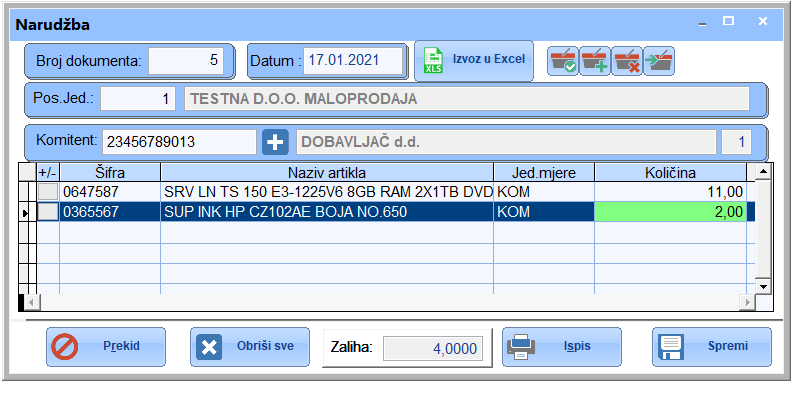 Narudžba
Broj dokumenta: 5 Datum : 17.01.2021 XLS Izvoz u Excel
Pos.Jed.: 1 TESTNA D.O.O. MALOPRODAJA
Komitent: 23456789013 DOBAVLJAČ d.d. 1
+/- Šifra Naziv artikla Jed.mjere Količina
0647587 SRV LN TS 150 E3-1225V6 8GB RAM 2X1TB DVD KOM 11,00
0365567 SUP INK HP CZ102AE BOJA NO.650 KOM 2,00
Prekid Obriši sve Zaliha: 4,0000 Ispis Spremi